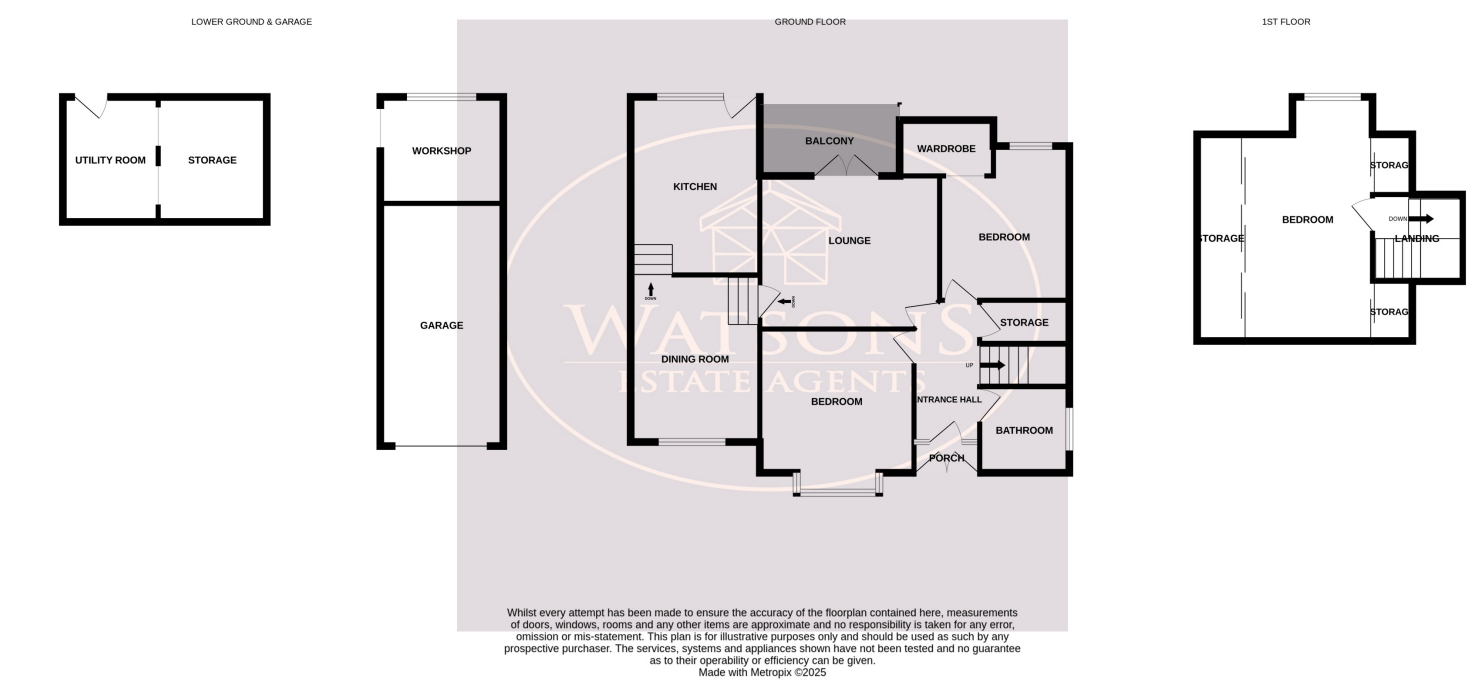 LOWER GROUND & GARAGE
GROUND FLOOR
1ST FLOOR
UTILITY ROOM
STORAGE
WORKSHOP
GARAGE
KITCHEN
DOWN
DINING ROOM
BALCONY
WARDROBE
LOUNGE
DOWN
BEDROOM
STORAGE
UP
BEDROOM
NTRANCE HALL
BATHROOM
PORCH
WATSONS
ESTATE AGENTS
STORAG
STORAGE
BEDROOM
DOWN
LANDING
STORAG
Whilst every attempt has been made to ensure the accuracy of the floorplan contained here, measurements
of doors, windows, rooms and any other items are approximate and no responsibility is taken for any error,
omission or mis-statement. This plan is for illustrative purposes only and should be used as such by any
prospective purchaser. The services, systems and appliances shown have not been tested and no guarantee
as to their operability or efficiency can be given.
Made with Metropix ©2025